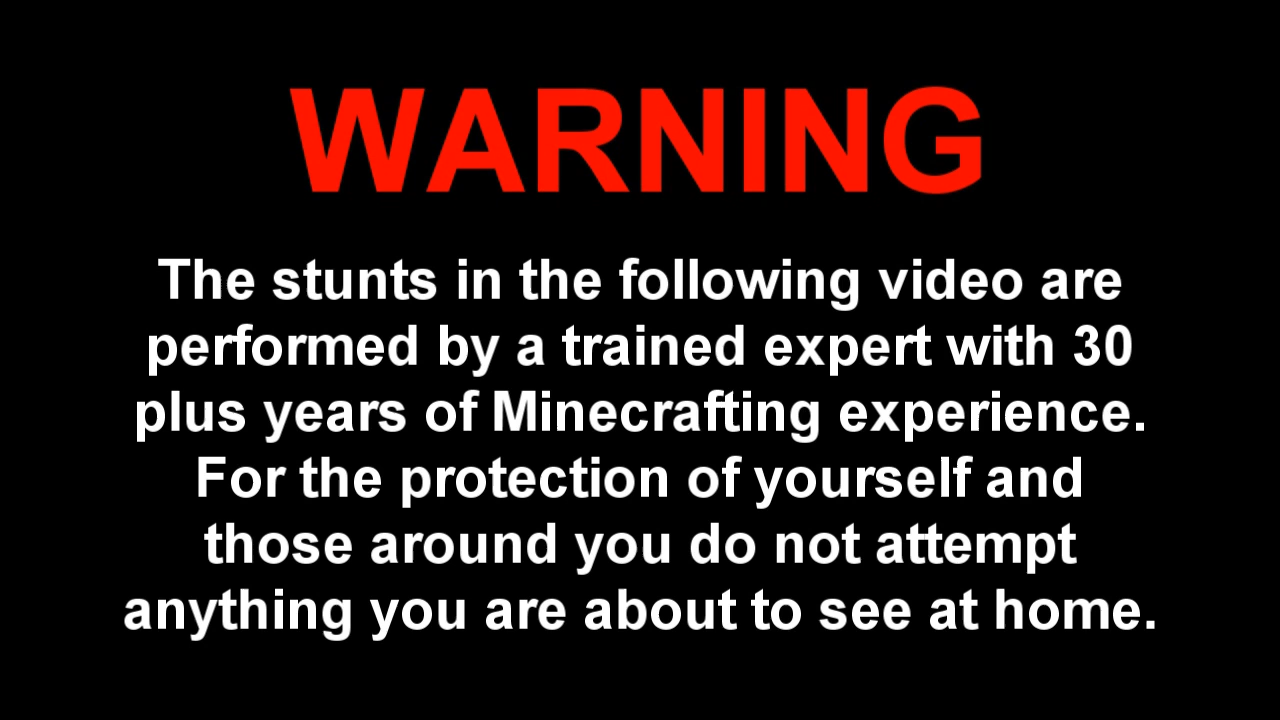 WARNING
The stunts in the following video are
performed by a trained expert with 30
plus years of Minecrafting experience.
For the protection of yourself and
those around you do not attempt
anything you are about to see at home.